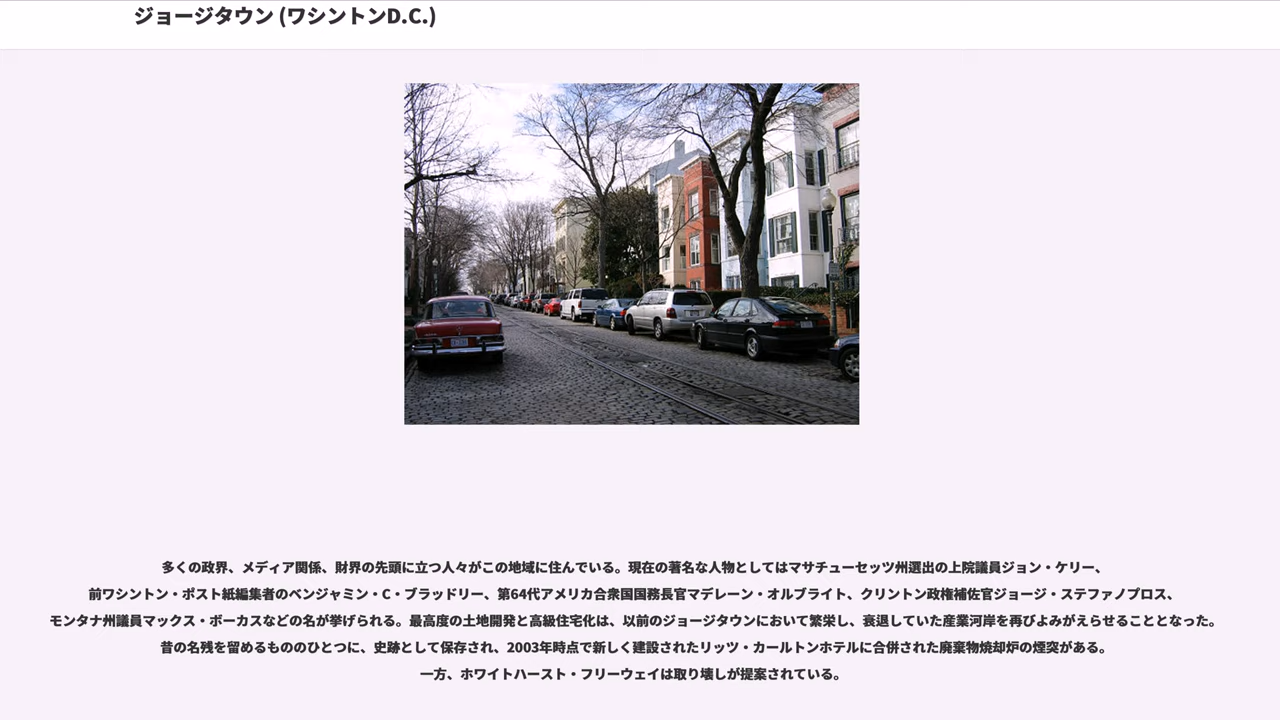 ジョージタウン (ワシントンD.C.)
多くの政界、メディア関係、財界の先頭に立つ人々がこの地域に住んでいる。現在の著名な人物としてはマサチューセッツ州選出の上院議員ジョン・ケリー、
前ワシントン・ポスト紙編集者のベンジャミン・C・ブラッドリー、第64代アメリカ合衆国国務長官マデレーン・オルブライト、クリントン政権補佐官ジョージ・ステファノプロス、
モンタナ州議員マックス・ボーカスなどの名が挙げられる。最高度の土地開発と高級住宅化は、以前のジョージタウンにおいて繁栄し、衰退していた産業河岸を再びよみがえらせることとなった。
昔の名残を留めるもののひとつに、史跡として保存され、2003年時点で新しく建設されたリッツ・カールトンホテルに合併された廃棄物焼却炉の煙突がある。
一方、ホワイトハースト・フリーウェイは取り壊しが提案されている。